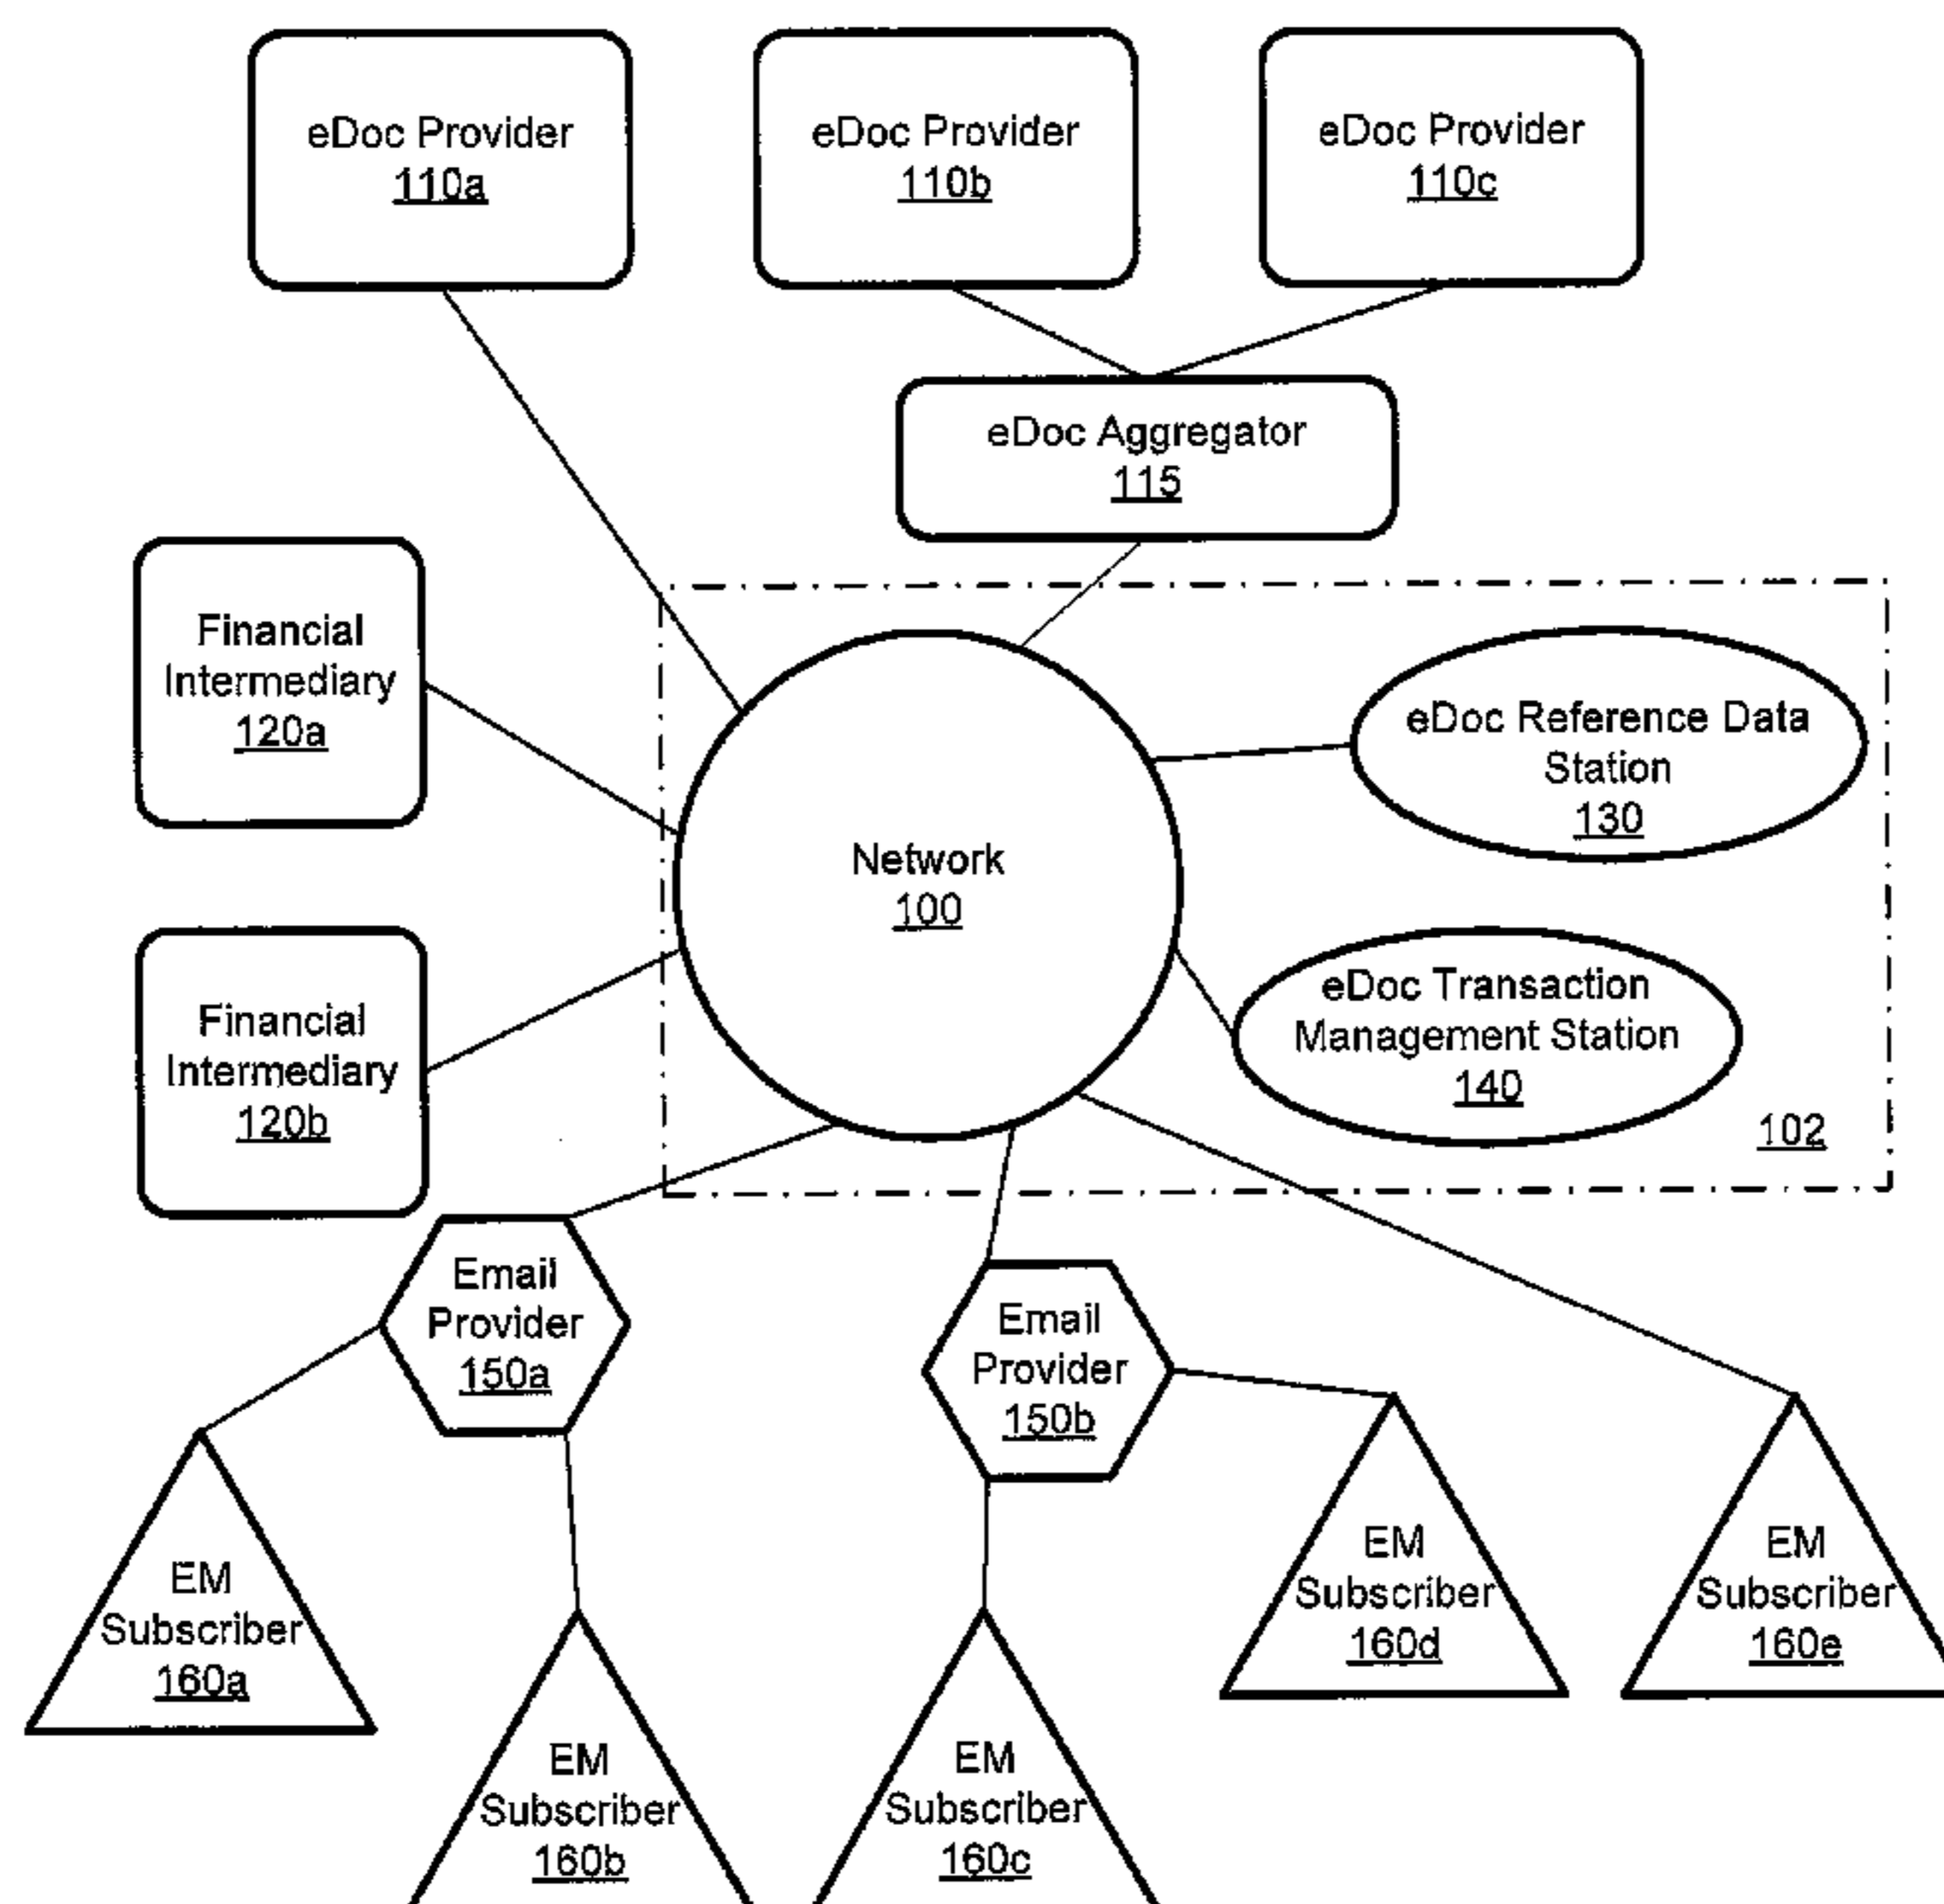 eDoc Provider
110a
eDoc Provider
110b
eDoc Provider
110c
eDoc Aggregator
115
Financial
Intermediary
120a
eDoc Reference Data
Station
130
Network
100
eDoc Transaction
Management Station
140
102
Financial
Intermediary
120b
Email
Provider
150a
Email
Provider
150b
EM
Subscriber
160a
EM
Subscriber
160b
EM
Subscriber
160c
EM
Subscriber
160d
EM
Subscriber
160e